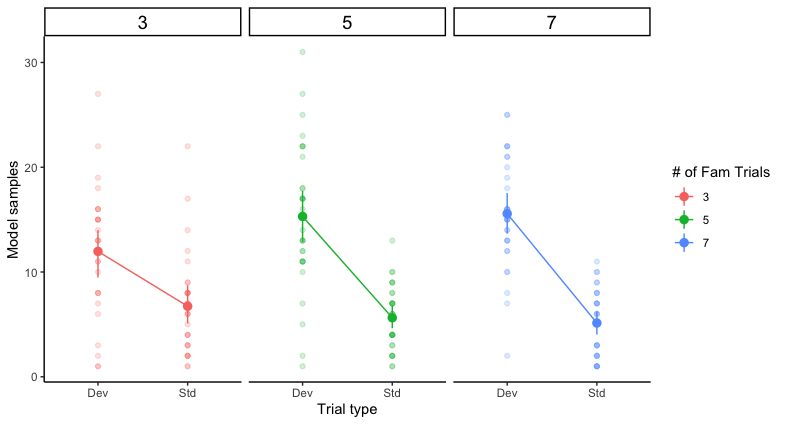 3 5 7
Model samples
30
20
10
0
Dev Std Dev Std Dev Std
Trial type
# of Fam Trials
3
5
7